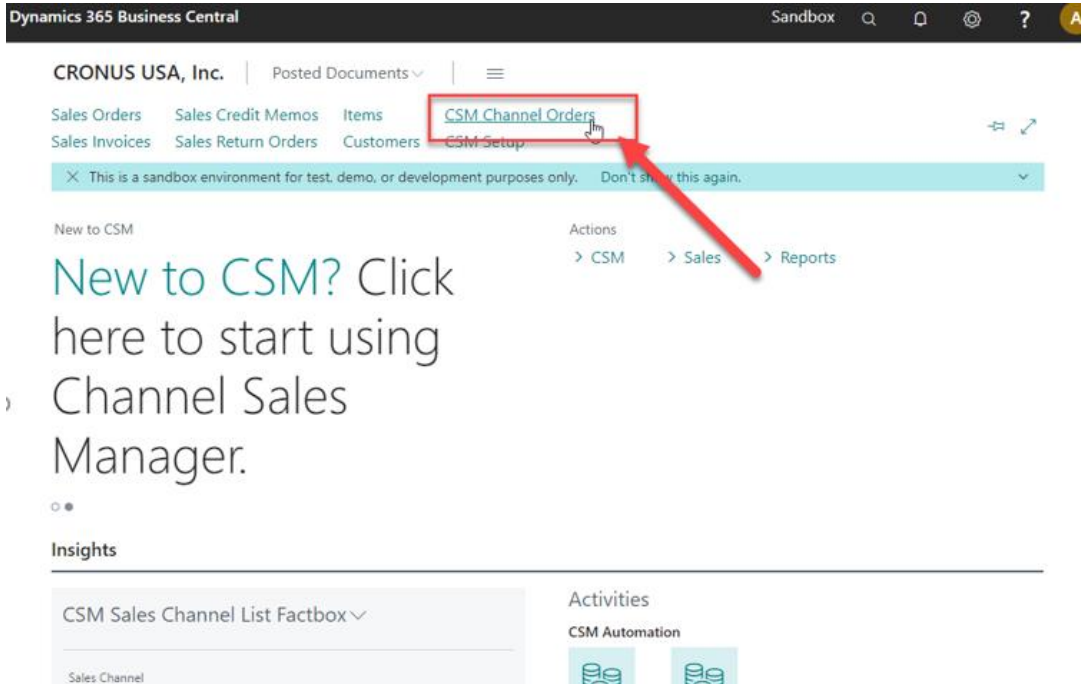 Dynamics 365 Business Central Sandbox ? A
CRONUS USA, Inc. Posted Documents
Sales Orders Sales Credit Memos Items CSM Channel Orders
Sales Invoices Sales Return Orders Customers CSM Setup
This is a sandbox environment for test, demo, or development purposes only. Don't show this again.
New to CSM
New to CSM? Click
here to start using
Channel Sales
Manager.
Actions
> CSM > Sales > Reports
Insights
CSM Sales Channel List Factbox
Sales Channel
Activities
CSM Automation